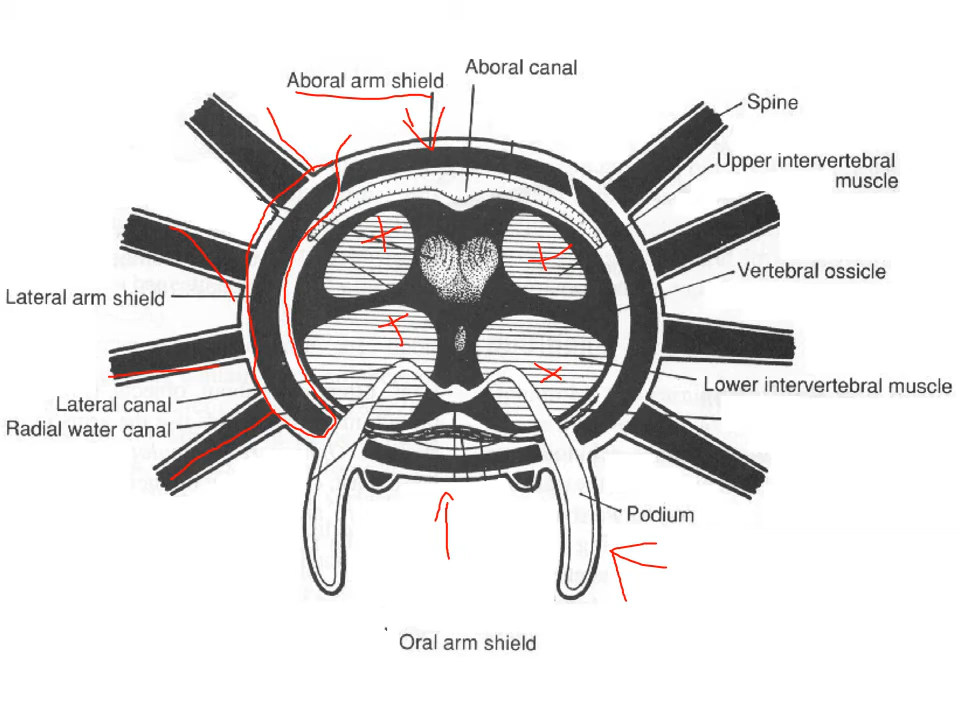 Aboral canal
Aboral arm shield
Spine
Upper intervertebral
muscle
Vertebral ossicle
Lateral arm shield
Lower intervertebral muscle
Lateral canal
Radial water canal
Podium
Oral arm shield